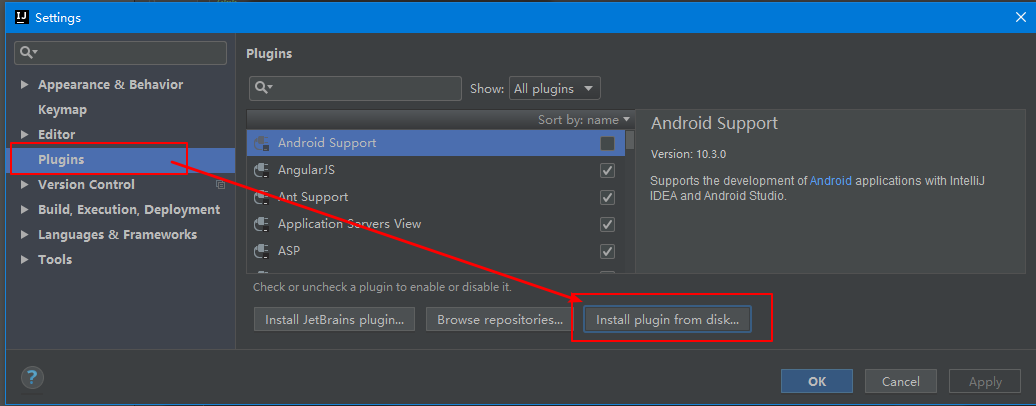 IJ Settings
Plugins
Appearance & Behavior
Keymap
Editor
Plugins
Version Control
Build, Execution, Deployment
Languages & Frameworks
Tools
Show: All plugins
Sort by: name
Android Support
AngularJS
Ant Support
Application Servers View
ASP
Android Support
Version: 10.3.0
Supports the development of Android applications with IntelliJ
IDEA and Android Studio.
Check or uncheck a plugin to enable or disable it.
Install JetBrains plugin... Browse repositories... Install plugin from disk...
? OK Cancel Apply